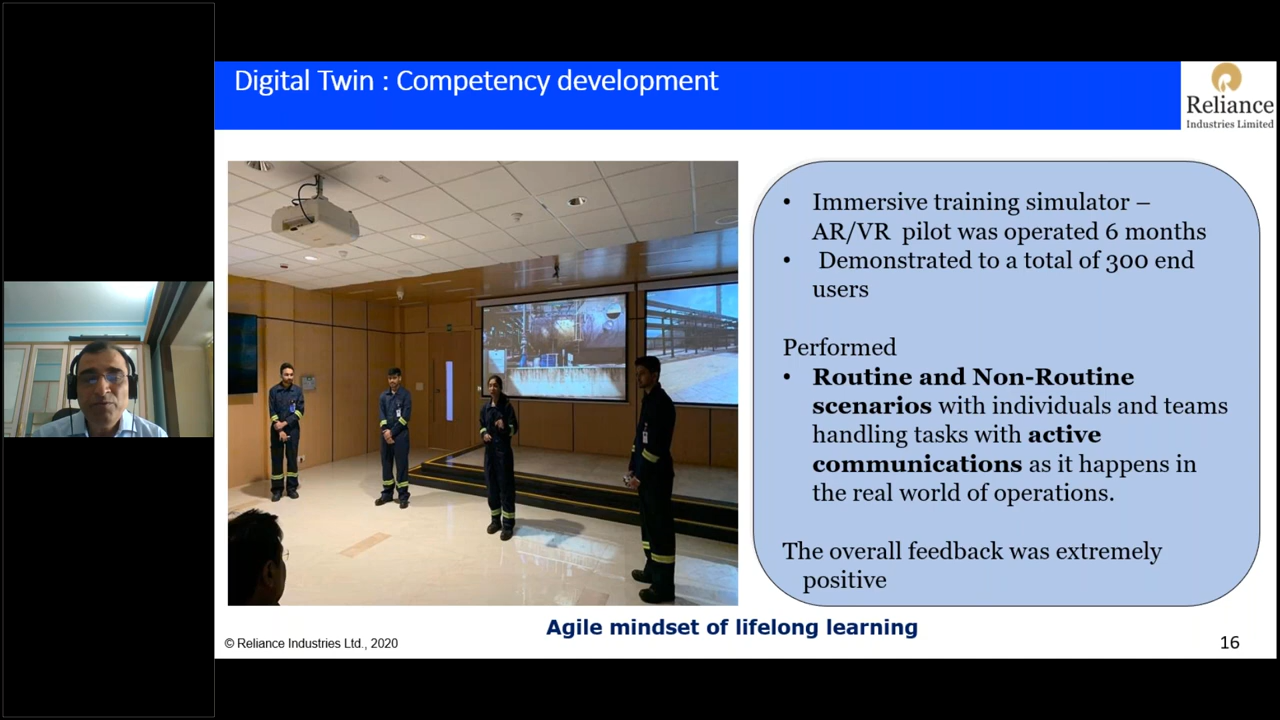 Digital Twin : Competency development
Reliance
Industries Limited
• Immersive training simulator –
AR/VR pilot was operated 6 months
• Demonstrated to a total of 300 end
users
Performed
• Routine and Non-Routine
scenarios with individuals and teams
handling tasks with active
communications as it happens in
the real world of operations.
The overall feedback was extremely
positive
Agile mindset of lifelong learning
© Reliance Industries Ltd., 2020
16